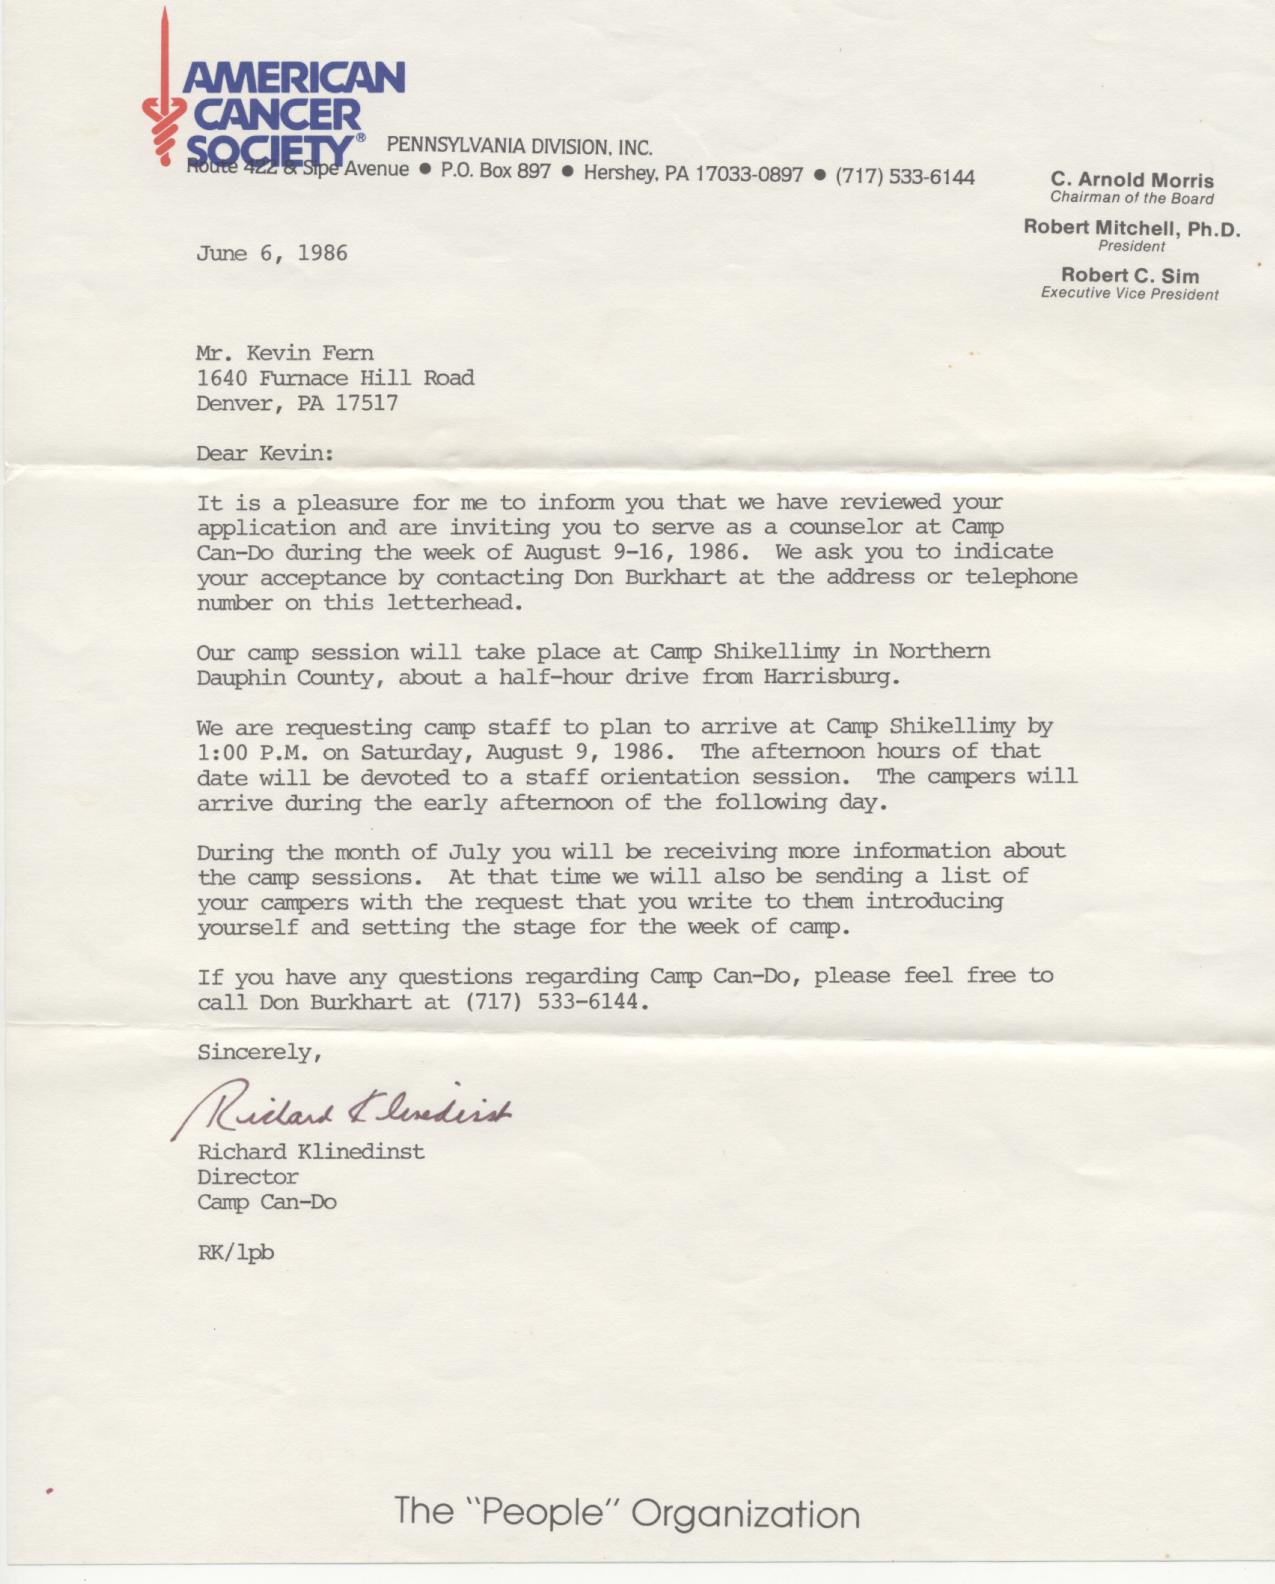 AMERICAN
CANCER
SOCIETY®
PENNSYLVANIA DIVISION, INC.
Route 422 & Sipe Avenue ● P.O. Box 897 ● Hershey, PA 17033-0897 ● (717) 533-6144
C. Arnold Morris
Chairman of the Board
Robert Mitchell, Ph.D.
President
Robert C. Sim
Executive Vice President
June 6, 1986
Mr. Kevin Fern
1640 Furnace Hill Road
Denver, PA 17517
Dear Kevin:
It is a pleasure for me to inform you that we have reviewed your
application and are inviting you to serve as a counselor at Camp
Can-Do during the week of August 9-16, 1986. We ask you to indicate
your acceptance by contacting Don Burkhart at the address or telephone
number on this letterhead.
Our camp session will take place at Camp Shikellimy in Northern
Dauphin County, about a half-hour drive from Harrisburg.
We are requesting camp staff to plan to arrive at Camp Shikellimy by
1:00 P.M. on Saturday, August 9, 1986. The afternoon hours of that
date will be devoted to a staff orientation session. The campers will
arrive during the early afternoon of the following day.
During the month of July you will be receiving more information about
the camp sessions. At that time we will also be sending a list of
your campers with the request that you write to them introducing
yourself and setting the stage for the week of camp.
If you have any questions regarding Camp Can-Do, please feel free to
call Don Burkhart at (717) 533-6144.
Sincerely,
Richard Klinedinst
Richard Klinedinst
Director
Camp Can-Do
RK/lpb
The "People" Organization